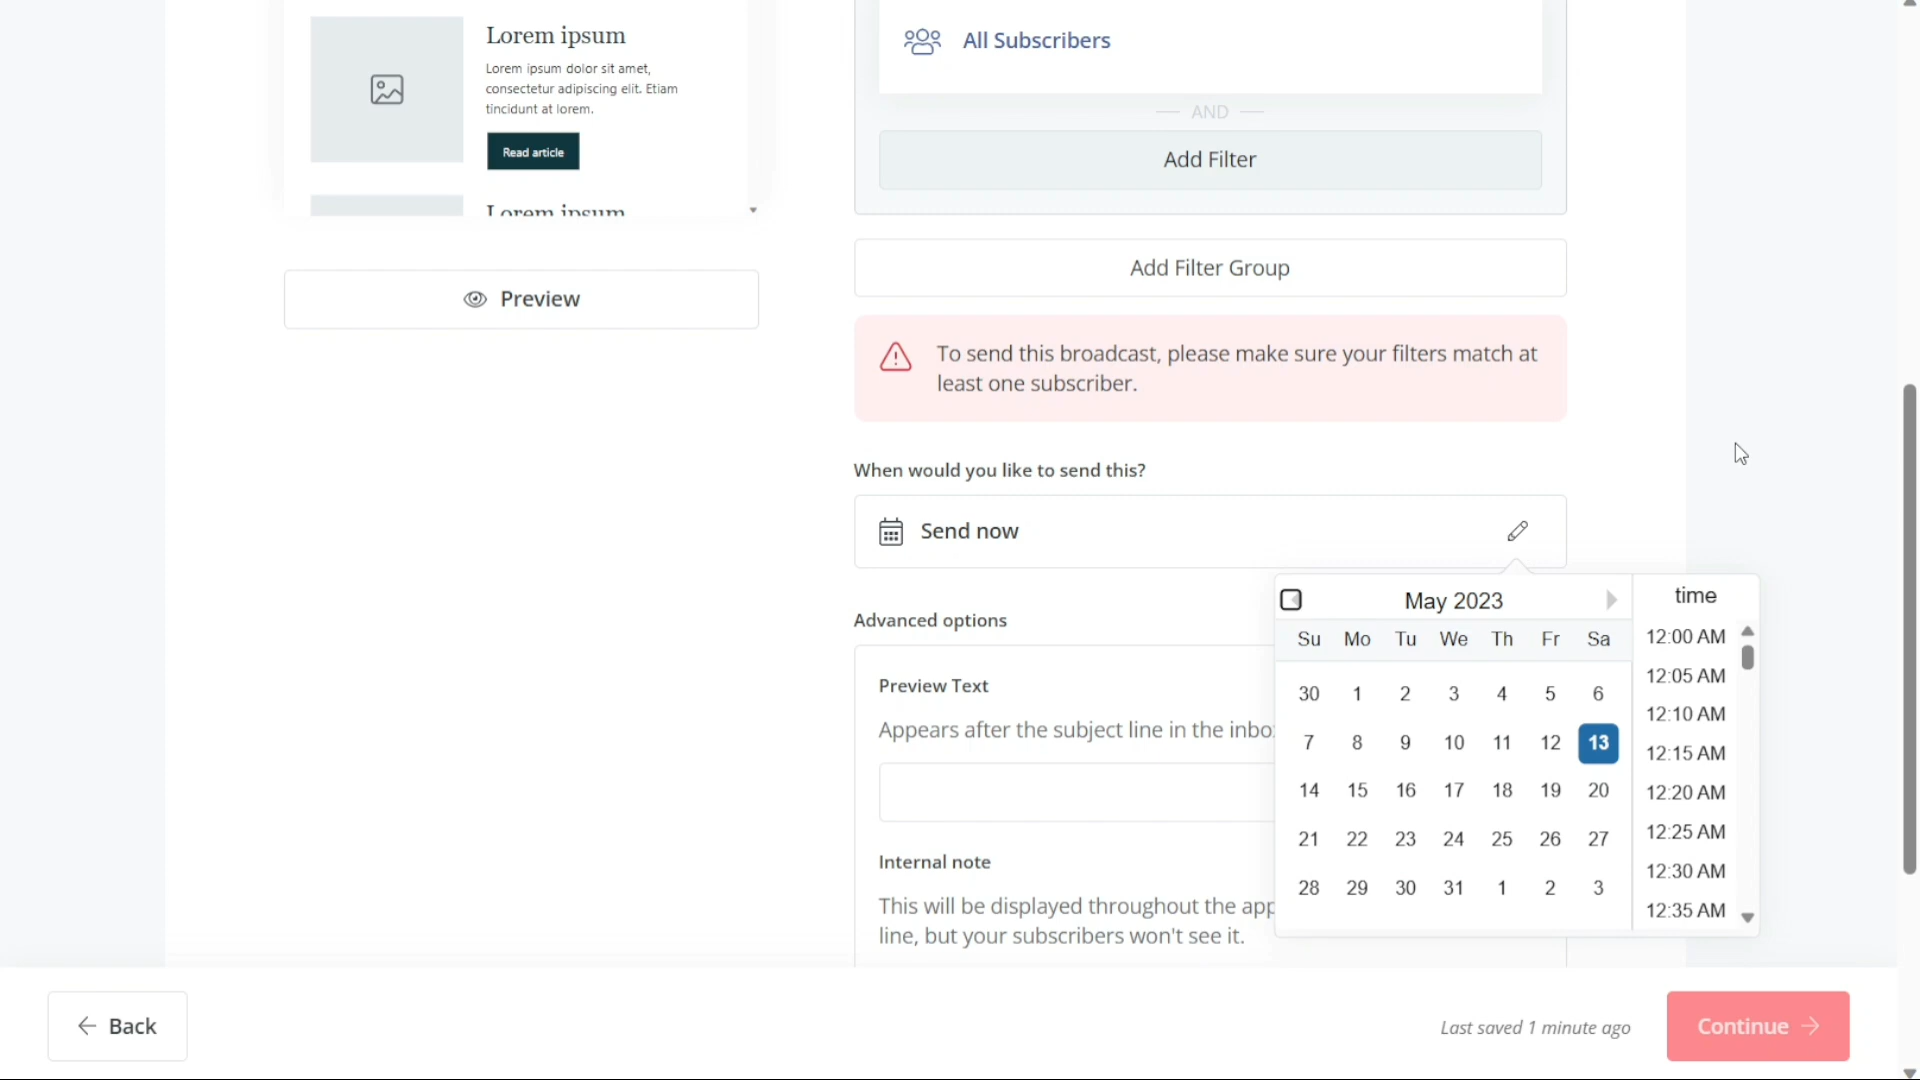 Lorem ipsum
Lorem ipsum dolor sit amet,
consectetur adipiscing elit. Etiam
tincidunt at lorem.
Read article
Lorem ipsum
Preview
All Subscribers
AND
Add Filter
Add Filter Group
To send this broadcast, please make sure your filters match at
least one subscriber.
When would you like to send this?
Send now
Advanced options
Preview Text
Appears after the subject line in the inbo
Internal note
This will be displayed throughout the app
line, but your subscribers won't see it.
May 2023
Su Mo Tu We Th Fr Sa
30 1 2 3 4 5 6
7 8 9 10 11 12 13
14 15 16 17 18 19 20
21 22 23 24 25 26 27
28 29 30 31 1 2 3
time
12:00 AM
12:05 AM
12:10 AM
12:15 AM
12:20 AM
12:25 AM
12:30 AM
12:35 AM
Back
Last saved 1 minute ago
Continue